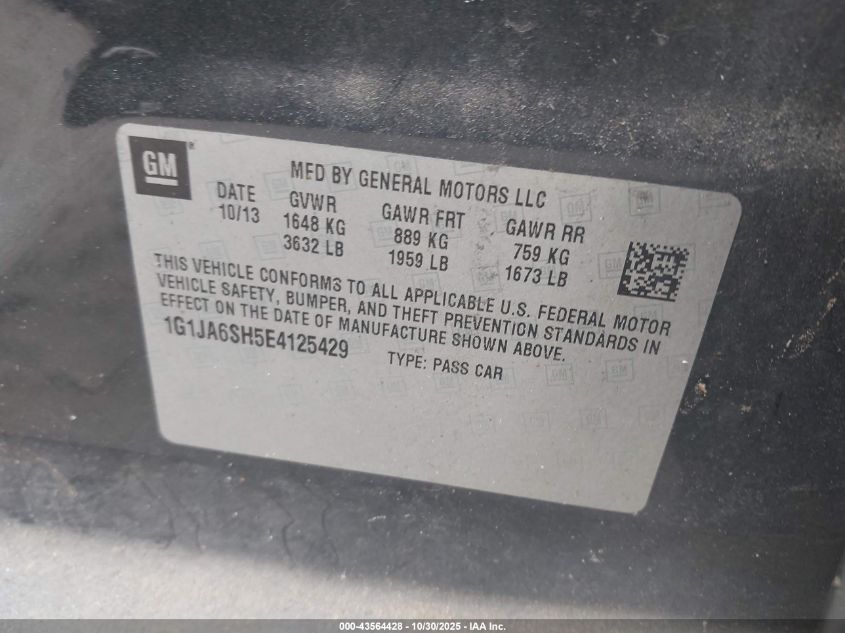 GM
MFD BY GENERAL MOTORS LLC
DATE GVWR GAWR FRT GAWR RR
10/13 1648 KG 889 KG 759 KG
3632 LB 1959 LB 1673 LB
THIS VEHICLE CONFORMS TO ALL APPLICABLE U.S. FEDERAL MOTOR
VEHICLE SAFETY, BUMPER, AND THEFT PREVENTION STANDARDS IN
EFFECT ON THE DATE OF MANUFACTURE SHOWN ABOVE.
1G1JA6SH5E4125429 TYPE: PASS CAR
000-43564428 - 10/30/2025 - IAA Inc.